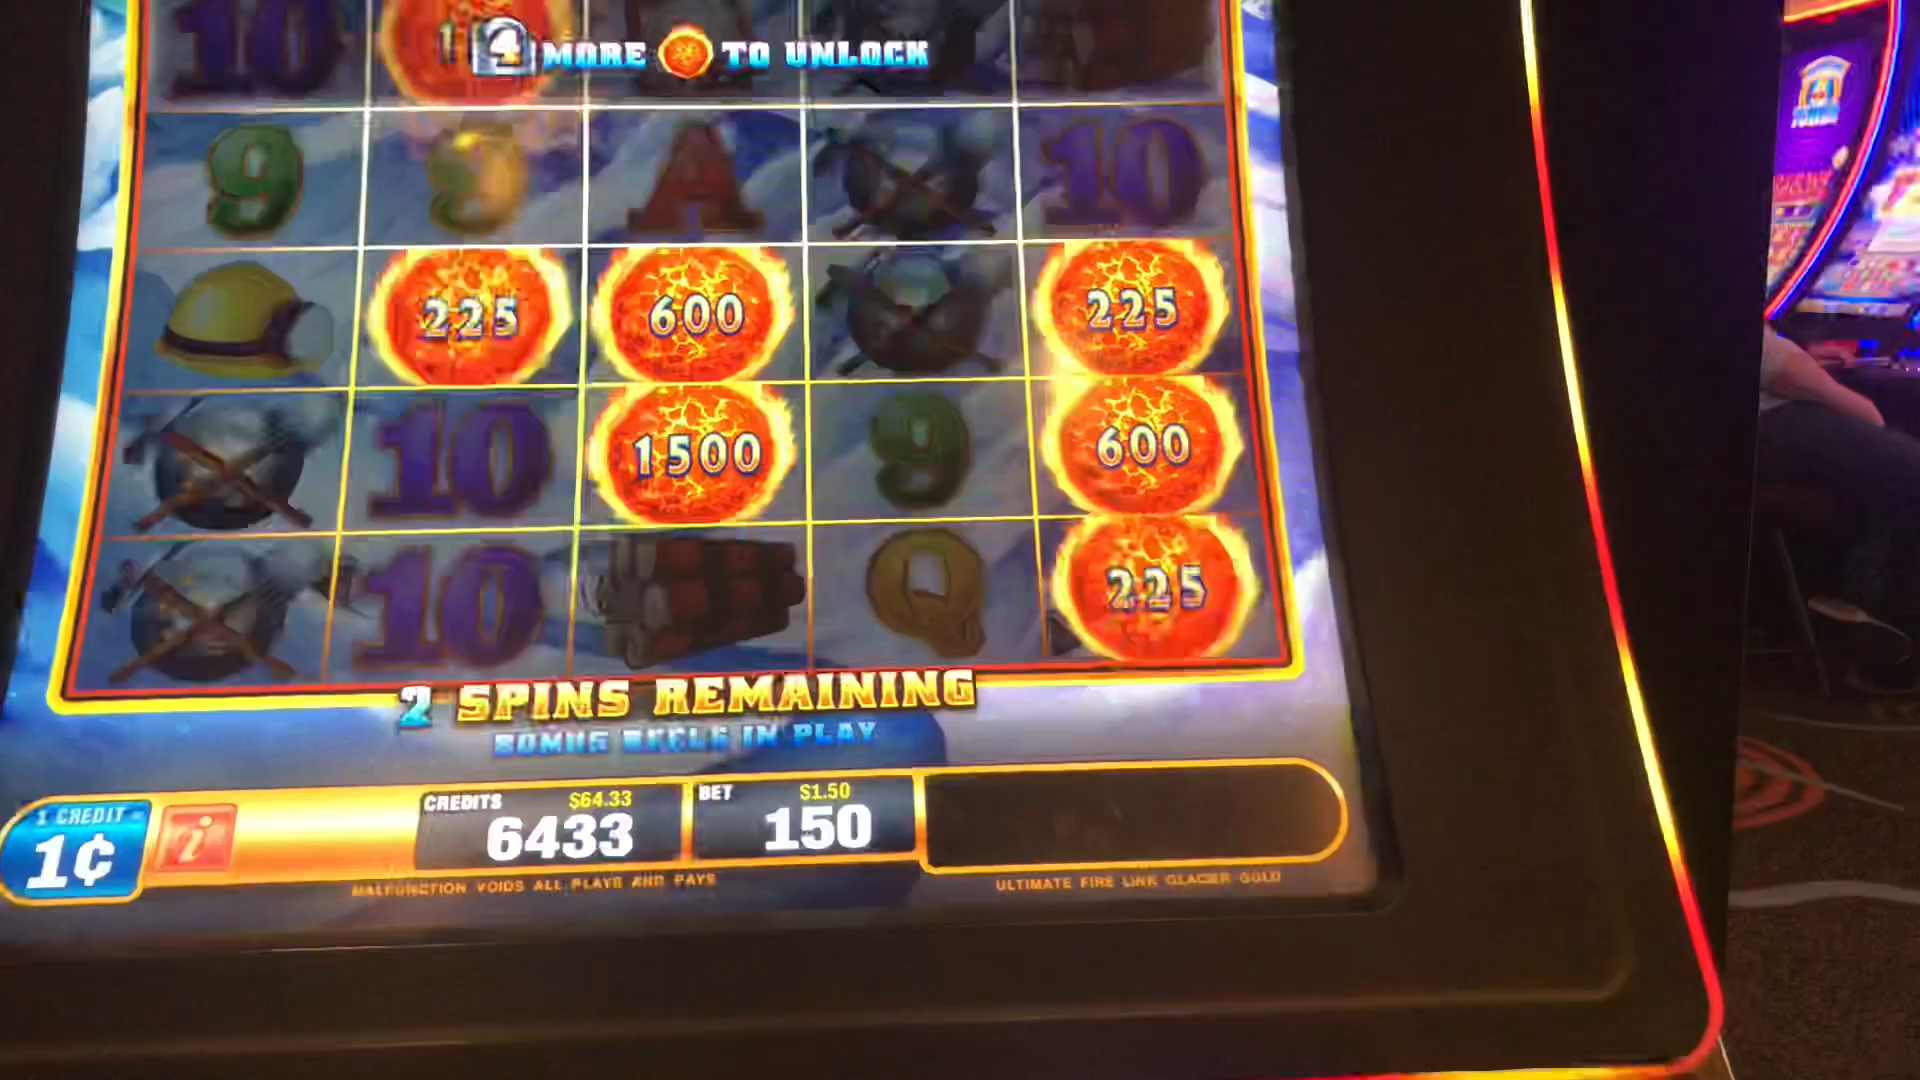 10
4 MORE TO UNLOCK
9 9 A 10
225 600 225
10 1500 9 600
10 Q 225
2 SPINS REMAINING
BONUS REELS IN PLAY
1 CREDIT 1¢
CREDITS $64.33 6433
BET $1.50 150
MALFUNCTION VOIDS ALL PLAYS AND PAYS
ULTIMATE FIRE LINK GLACIER GOLD